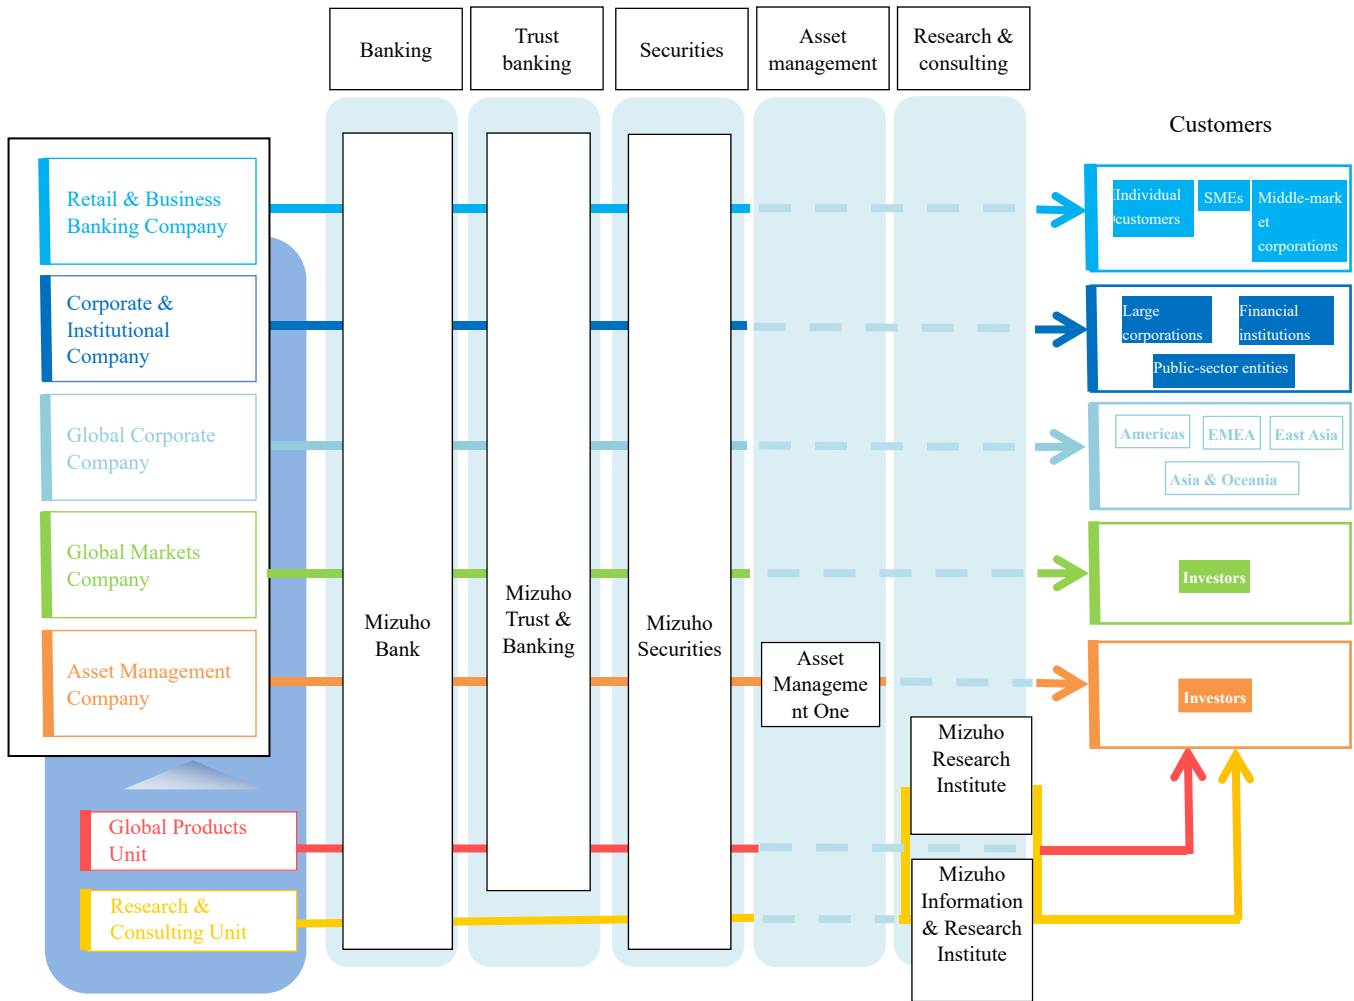 Banking
Trust
banking
Securities
Asset
management
Research &
consulting
Customers
Retail & Business
Banking Company
Individual
customers
SMEs
Middle-mark
et
corporations
Corporate &
Institutional
Company
Large
corporations
Financial
institutions
Public-sector entities
Global Corporate
Company
Americas
EMEA
East Asia
Asia & Oceania
Global Markets
Company
Investors
Mizuho
Bank
Mizuho
Trust &
Banking
Mizuho
Securities
Asset Management
Company
Asset
Manageme
nt One
Investors
Mizuho
Research
Institute
Global Products
Unit
Mizuho
Information
& Research
Institute
Research &
Consulting Unit